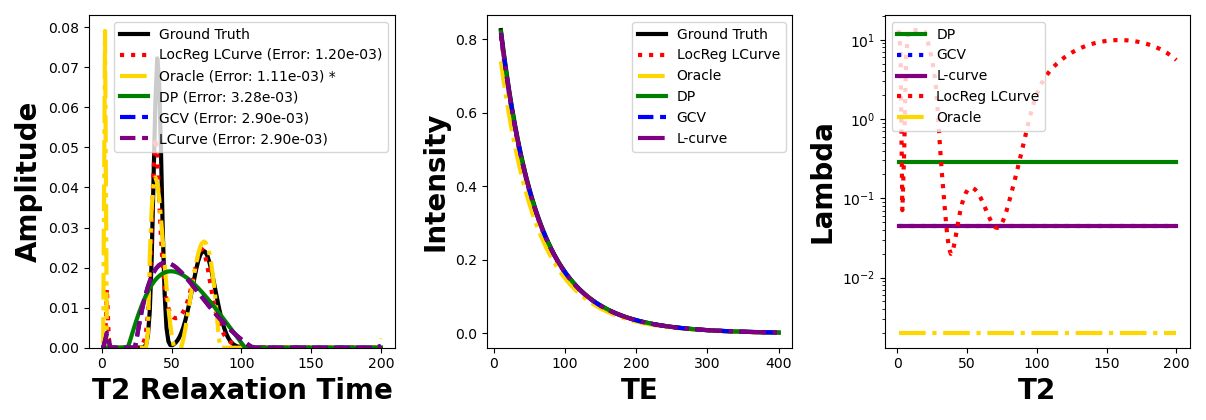 Amplitude
0.08
0.07
0.06
0.05
0.04
0.03
0.02
0.01
0.00
Ground Truth
LocReg LCurve (Error: 1.20e-03)
Oracle (Error: 1.11e-03) *
DP (Error: 3.28e-03)
GCV (Error: 2.90e-03)
LCurve (Error: 2.90e-03)
0 50 100 150 200
T2 Relaxation Time
Intensity
0.8
0.6
0.4
0.2
0.0
Ground Truth
LocReg LCurve
Oracle
DP
GCV
L-curve
0 100 200 300 400
TE
Lambda
10¹
10⁰
10⁻¹
10⁻²
DP
GCV
L-curve
LocReg LCurve
Oracle
0 50 100 150 200
T2